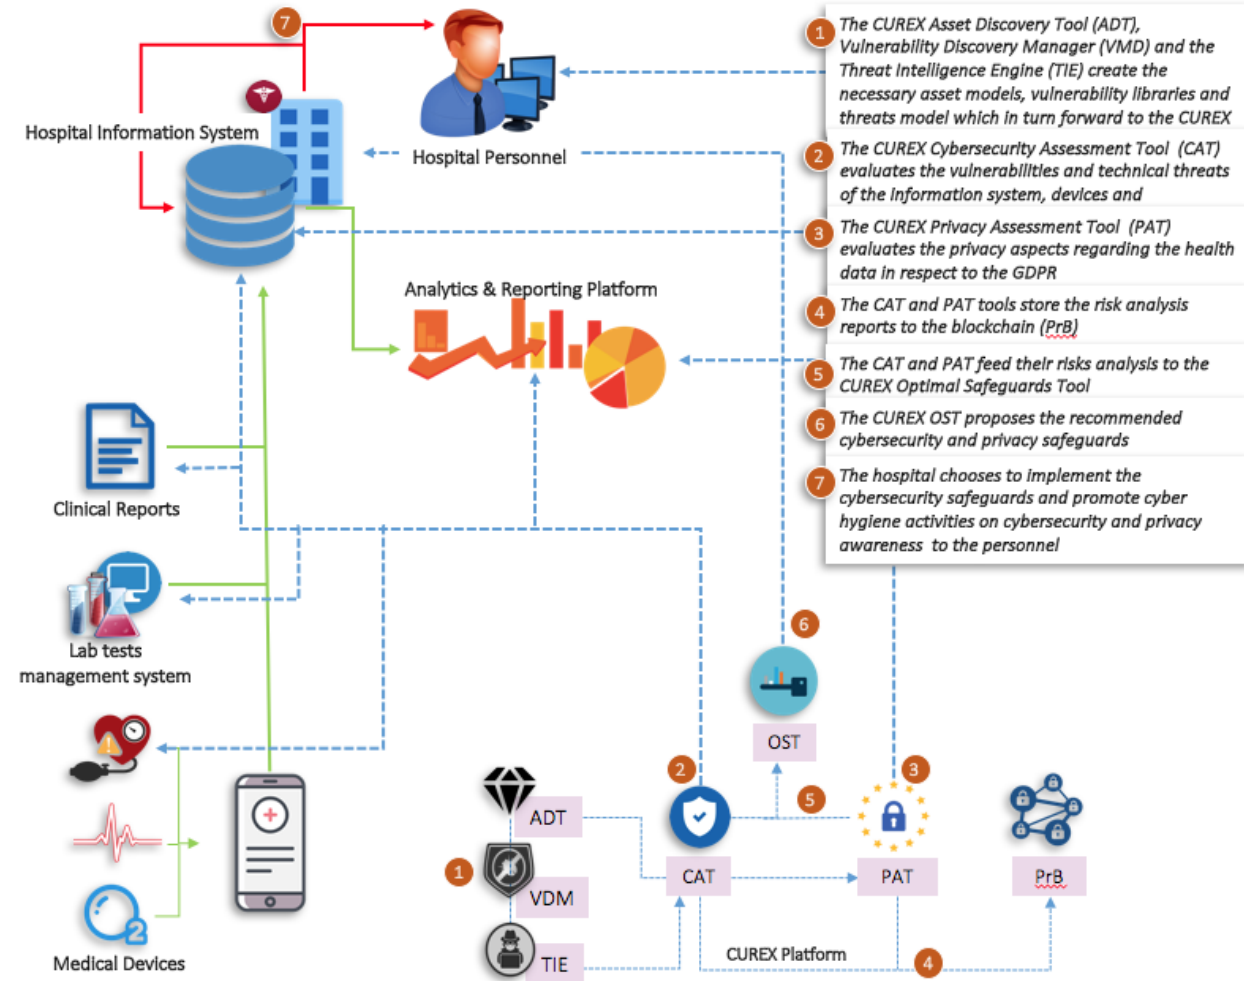 7
1
The CUREX Asset Discovery Tool (ADT),
Vulnerability Discovery Manager (VMD) and the
Threat Intelligence Engine (TIE) create the
necessary asset models, vulnerability libraries and
threats model which in turn forward to the CUREX
2
The CUREX Cybersecurity Assessment Tool (CAT)
evaluates the vulnerabilities and technical threats
of the information system, devices and
3
The CUREX Privacy Assessment Tool (PAT)
evaluates the privacy aspects regarding the health
data in respect to the GDPR
4
The CAT and PAT tools store the risk analysis
reports to the blockchain (PrB)
5
The CAT and PAT feed their risks analysis to the
CUREX Optimal Safeguards Tool
6
The CUREX OST proposes the recommended
cybersecurity and privacy safeguards
7
The hospital chooses to implement the
cybersecurity safeguards and promote cyber
hygiene activities on cybersecurity and privacy
awareness to the personnel
Hospital Information System
Hospital Personnel
Analytics & Reporting Platform
Clinical Reports
Lab tests
management system
2
Medical Devices
6
OST
2
3
5
ADT
1
VDM
TIE
CAT
PAT
PrB
CUREX Platform
4